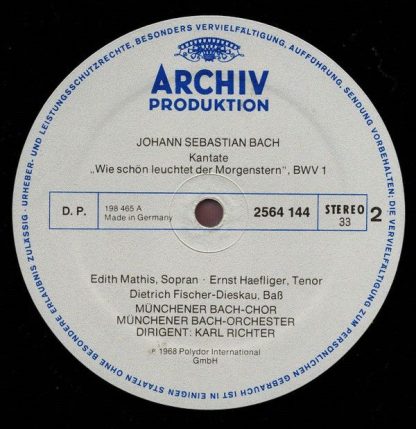 ARCHIV
PRODUKTION
JOHANN SEBASTIAN BACH
Kantate
„Wie schön leuchtet der Morgenstern“, BWV 1
D. P.
198 465 A
Made in Germany
2564 144
STEREO
33
2
Edith Mathis, Sopran · Ernst Haefliger, Tenor
Dietrich Fischer-Dieskau, Baß
MÜNCHENER BACH-CHOR
MÜNCHENER BACH-ORCHESTER
DIRIGENT: KARL RICHTER
℗ 1968 Polydor International
GmbH
URHEBER- UND LEISTUNGSSCHUTZRECHTE, BESONDERS VERVIELFÄLTIGUNG, AUFFÜHRUNG, SENDUNG VORBEHALTEN; DIE VERVIELFÄLTIGUNG ZUM PERSÖNLICHEN GEBRAUCH IST IN EINIGEN STAATEN OHNE BESONDERE ERLAUBNIS ZULÄSSIG -